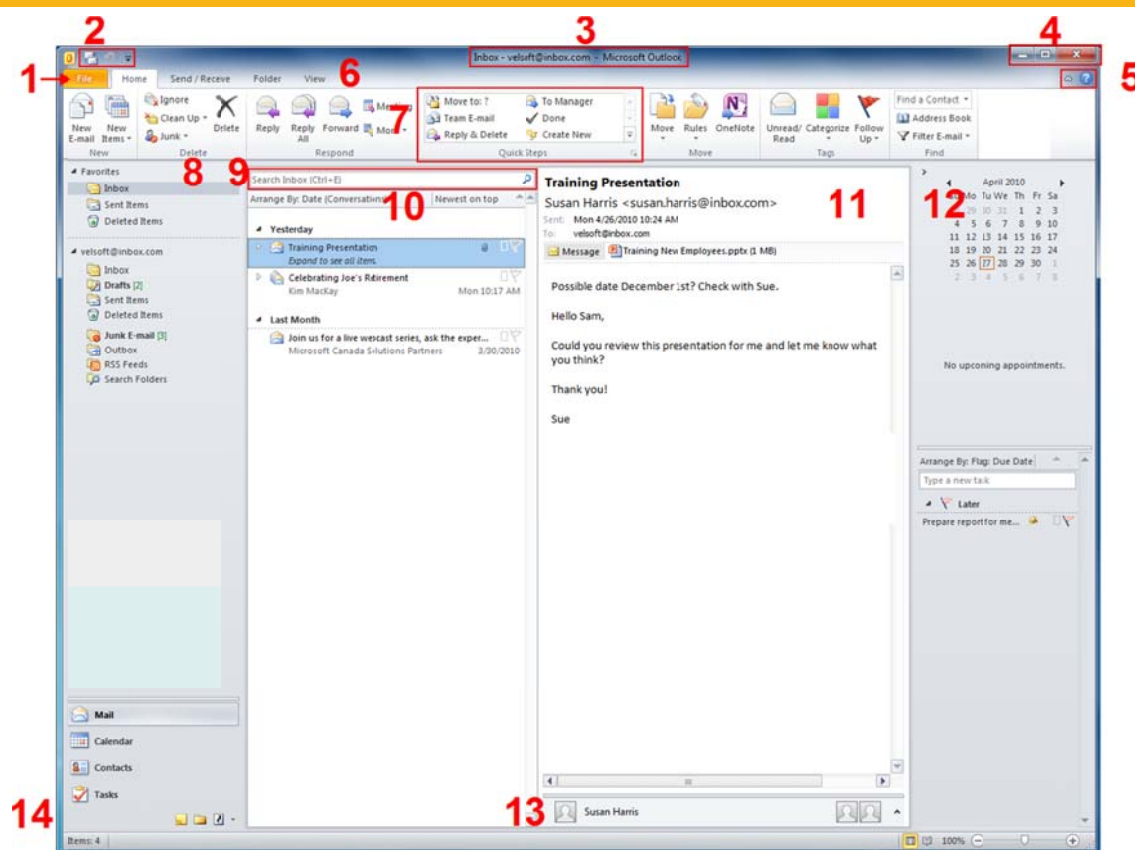 2
3
4
Inbox - velsoft@inbox.com - Microsoft Outlook
1
File Home Send / Receve Folder View
6
5
New E-mail
New Items
Ignore
Clean Up
Junk
Delete
Reply
Reply All
Forward
Meeting
More
7
Move to: ?
Team E-mail
Reply & Delete
To Manager
Done
Create New
Move
Rules
OneNote
Unread/ Read
Categorize
Follow Up
Find a Contact
Address Book
Filter E-mail
New
Delete
Respond
Quick Steps
Move
Tags
Find
8
Favorites
Inbox
Sent Items
Deleted Items
velsoft@inbox.com
Inbox
Drafts [2]
Sent Items
Deleted Items
Junk E-mail [3]
Outbox
RSS Feeds
Search Folders
Mail
Calendar
Contacts
Tasks
14
Items: 4
9
Search Inbox (Ctrl+E)
10
Arrange By: Date (Conversations) Newest on top
Yesterday
Training Presentation
Expand to see all item.
Celebrating Joe's Retirement
Kim MacKay Mon 10:17 AM
Last Month
Join us for a live webcast series, ask the exper...
Microsoft Canada Solutions Partners 3/30/2010
Training Presentation
11
Susan Harris <susan.harris@inbox.com>
Sent: Mon 4/26/2010 10:24 AM
To: velsoft@inbox.com
Message Training New Employees.pptx (1 MB)
Possible date December 1st? Check with Sue.
Hello Sam,
Could you review this presentation for me and let me know what
you think?
Thank you!
Sue
13
Susan Harris
12
April 2010
Mo Tu We Th Fr Sa
29 30 31 1 2 3
4 5 6 7 8 9 10
11 12 13 14 15 16 17
18 19 20 21 22 23 24
25 26 27 28 29 30 1
2 3 4 5 6 7 8
No upcoming appointments.
Arrange By: Flag: Due Date
Type a new task
Later
Prepare report for me...
100%